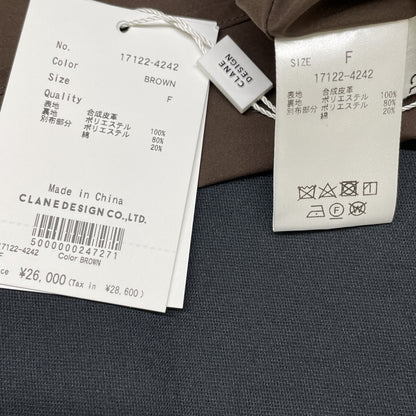 No. 17122-4242
Color BROWN
Size F
Quality
表地 合成皮革 100%
裏地 ポリエステル 80%
別布部分 ポリエステル
綿 20%
Made in China
CLANE DESIGN CO.,LTD.
17122-4242 F
5000000247271
Color BROWN
¥26,000 (Tax in ¥28,600)
CLANE
DESIGN
SIZE F
17122-4242
表地 合成皮革 100%
裏地 ポリエステル
別布部分 ポリエステル 80%
綿 20%